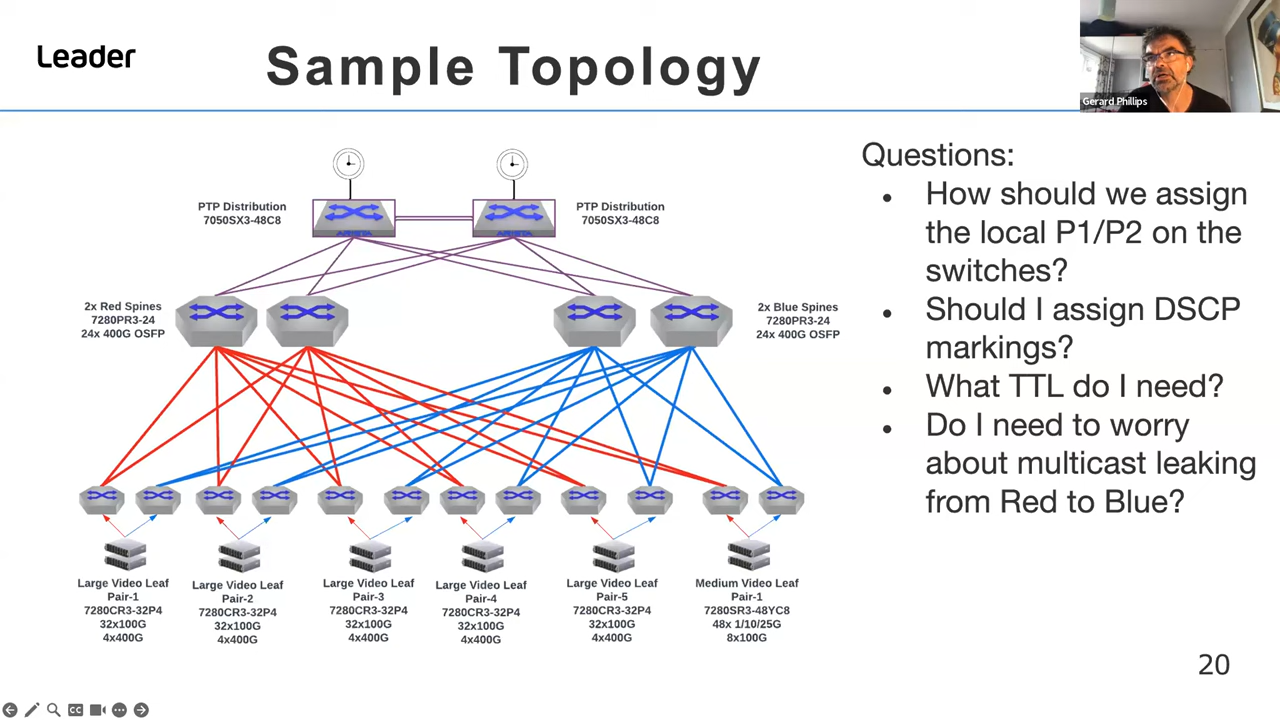 Leader
Sample Topology
Gerard Phillips
PTP Distribution
7050SX3-48C8
ARISTA
PTP Distribution
7050SX3-48C8
ARISTA
2x Red Spines
7280PR3-24
24x 400G OSFP
2x Blue Spines
7280PR3-24
24x 400G OSFP
Large Video Leaf
Pair-1
7280CR3-32P4
32x100G
4x400G
Large Video Leaf
Pair-2
7280CR3-32P4
32x100G
4x400G
Large Video Leaf
Pair-3
7280CR3-32P4
32x100G
4x400G
Large Video Leaf
Pair-4
7280CR3-32P4
32x100G
4x400G
Large Video Leaf
Pair-5
7280CR3-32P4
32x100G
4x400G
Medium Video Leaf
Pair-1
7280SR3-48YC8
48x 1/10/25G
8x100G
Questions:
• How should we assign
the local P1/P2 on the
switches?
• Should I assign DSCP
markings?
• What TTL do I need?
• Do I need to worry
about multicast leaking
from Red to Blue?
20
CC